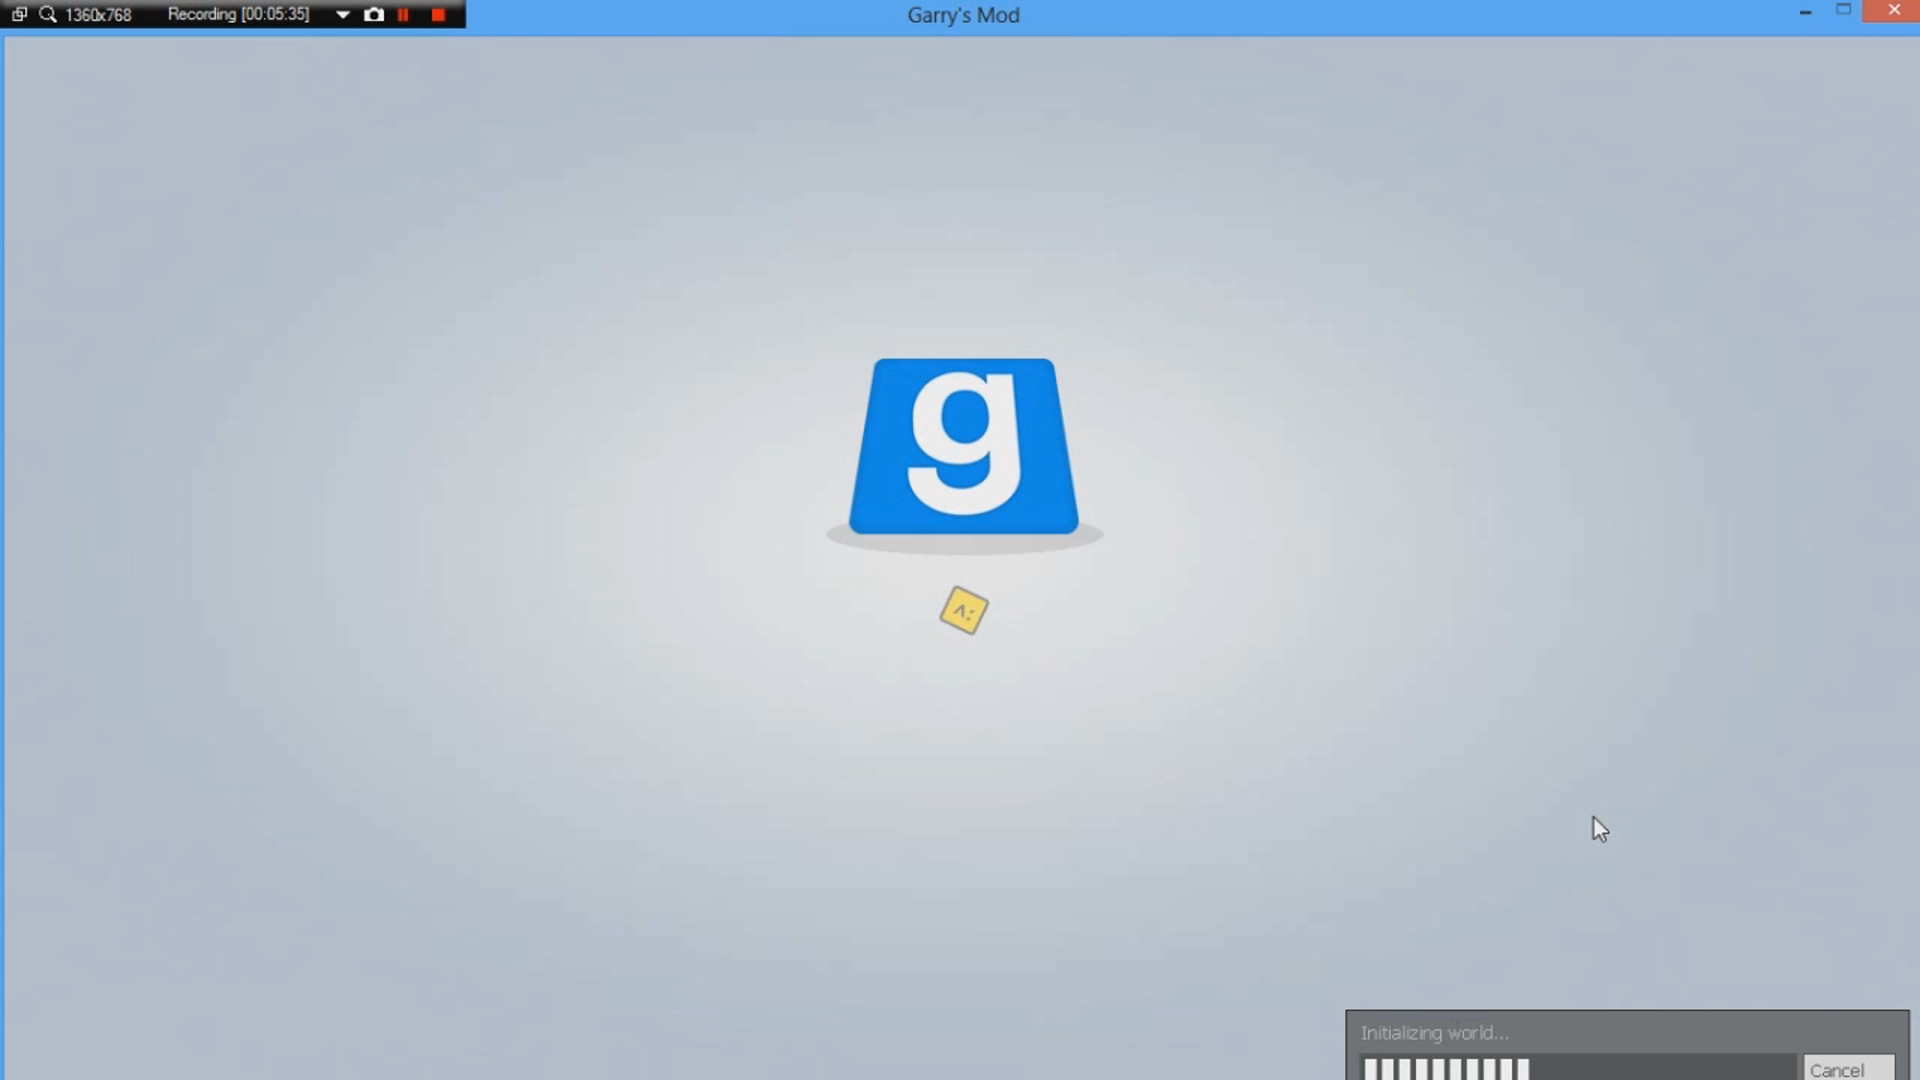 1360x768
Recording [00:05:35]
Garry's Mod
g
^:
Initializing world...
Cancel